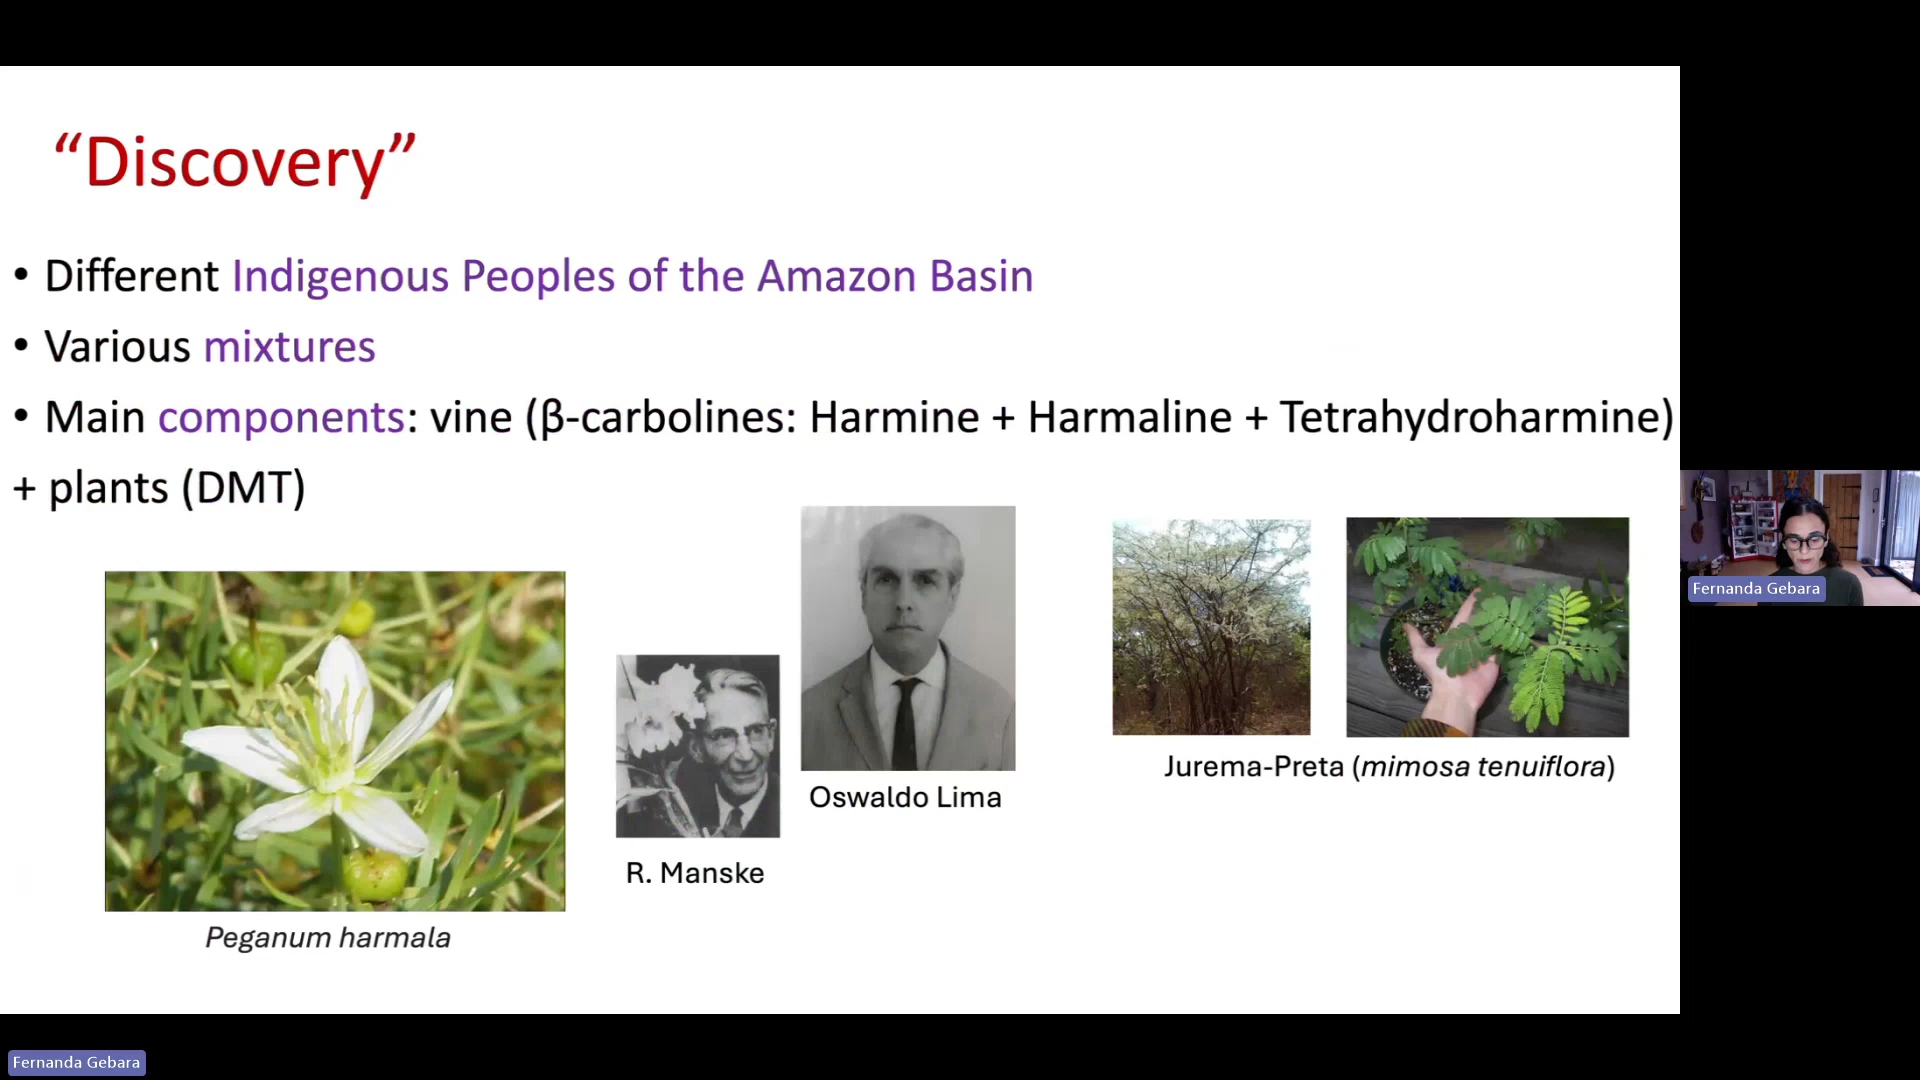 “Discovery”
• Different Indigenous Peoples of the Amazon Basin
• Various mixtures
• Main components: vine (β-carbolines: Harmine + Harmaline + Tetrahydroharmine)
+ plants (DMT)
Peganum harmala
R. Manske
Oswaldo Lima
Jurema-Preta (mimosa tenuiflora)
Fernanda Gebara
Fernanda Gebara